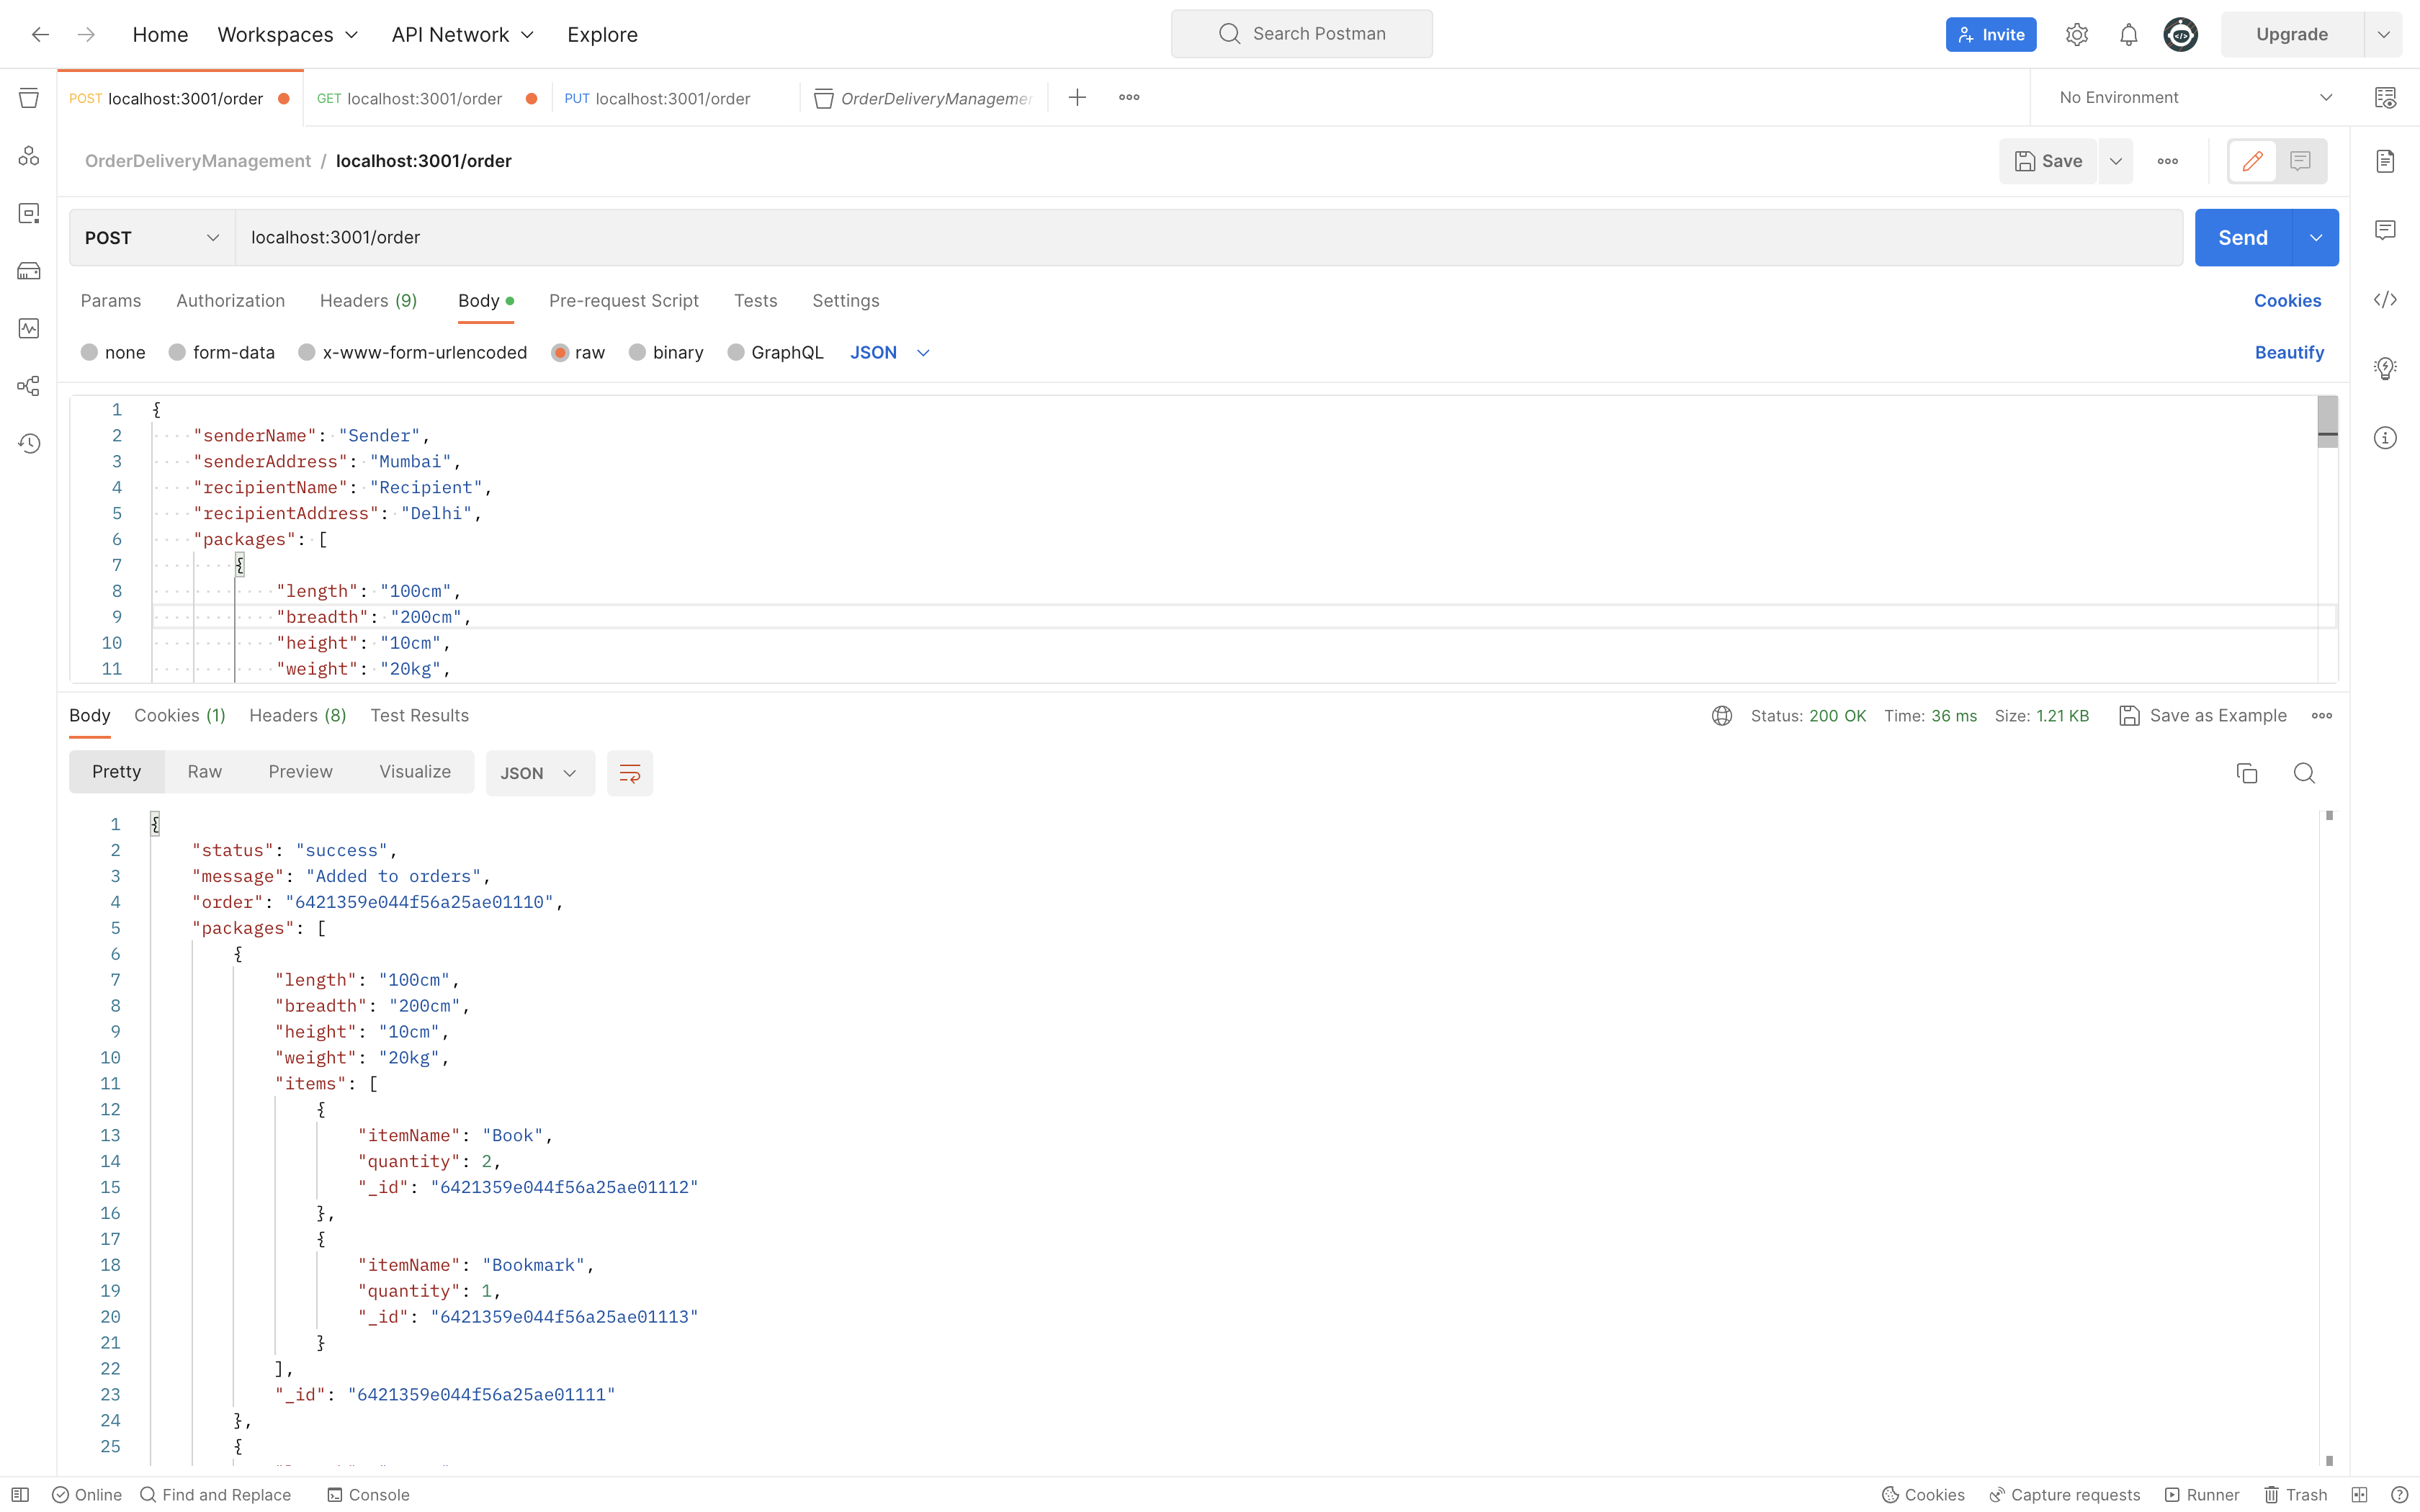 Home Workspaces API Network Explore Search Postman Invite Upgrade
POST localhost:3001/order GET localhost:3001/order PUT localhost:3001/order OrderDeliveryManagemen No Environment
OrderDeliveryManagement / localhost:3001/order Save
POST localhost:3001/order Send
Params Authorization Headers (9) Body Pre-request Script Tests Settings Cookies
none form-data x-www-form-urlencoded raw binary GraphQL JSON Beautify
1 {
2 "senderName": "Sender",
3 "senderAddress": "Mumbai",
4 "recipientName": "Recipient",
5 "recipientAddress": "Delhi",
6 "packages": [
7 {
8 "length": "100cm",
9 "breadth": "200cm",
10 "height": "10cm",
11 "weight": "20kg",
Body Cookies (1) Headers (8) Test Results Status: 200 OK Time: 36 ms Size: 1.21 KB Save as Example
Pretty Raw Preview Visualize JSON
1 {
2 "status": "success",
3 "message": "Added to orders",
4 "order": "6421359e044f56a25ae01110",
5 "packages": [
6 {
7 "length": "100cm",
8 "breadth": "200cm",
9 "height": "10cm",
10 "weight": "20kg",
11 "items": [
12 {
13 "itemName": "Book",
14 "quantity": 2,
15 "_id": "6421359e044f56a25ae01112"
16 },
17 {
18 "itemName": "Bookmark",
19 "quantity": 1,
20 "_id": "6421359e044f56a25ae01113"
21 }
22 ],
23 "_id": "6421359e044f56a25ae01111"
24 },
25 {
Online Find and Replace Console Cookies Capture requests Runner Trash